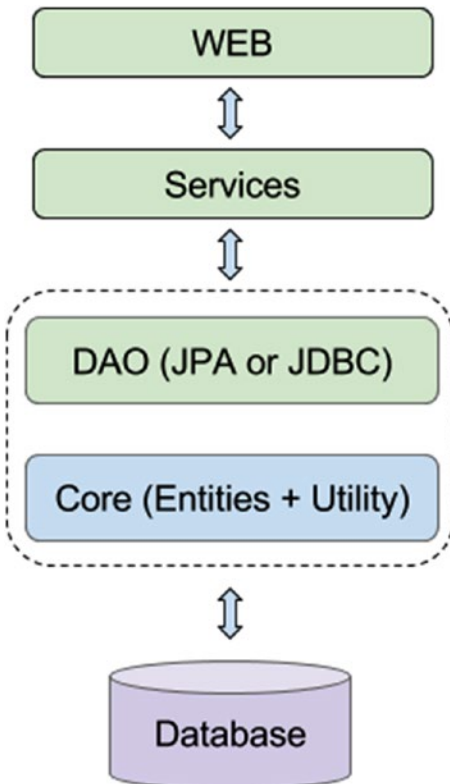 WEB
Services
DAO (JPA or JDBC)
Core (Entities + Utility)
Database